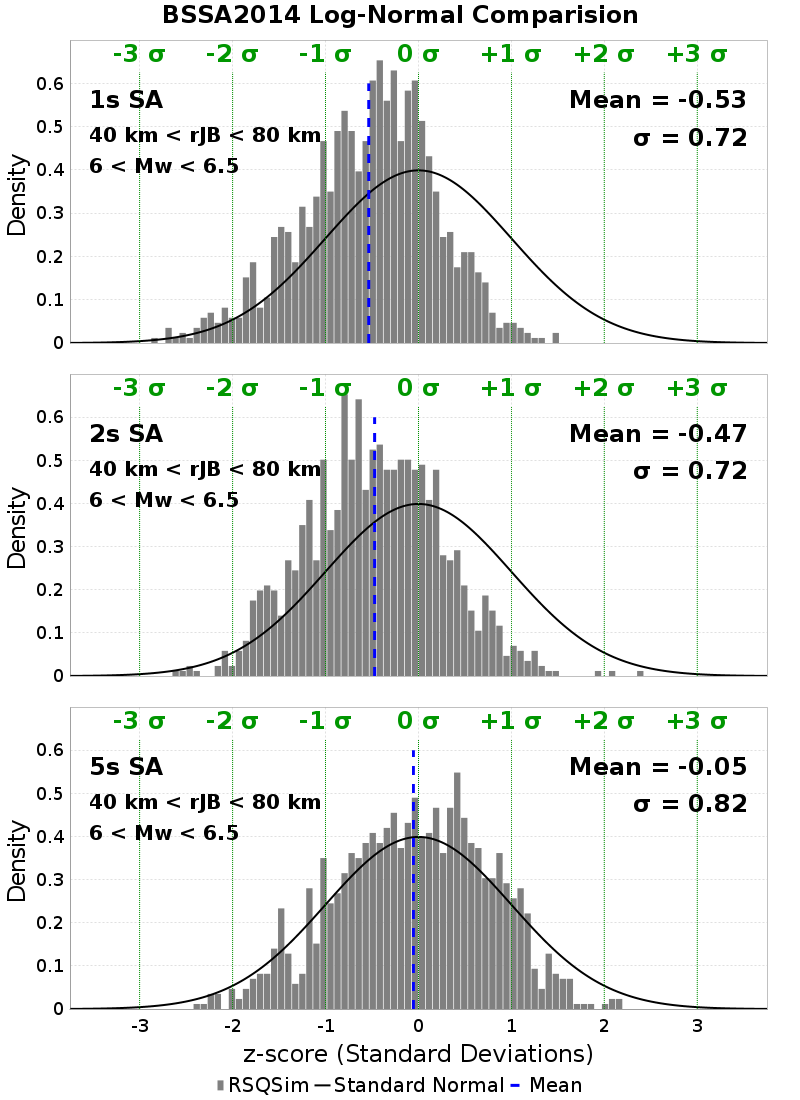 BSSA2014 Log-Normal Comparision
-3 σ -2 σ -1 σ 0 σ +1 σ +2 σ +3 σ
1s SA
40 km < rJB < 80 km
6 < Mw < 6.5
Mean = -0.53
σ = 0.72
Density
0.6
0.5
0.4
0.3
0.2
0.1
0
-3 σ -2 σ -1 σ 0 σ +1 σ +2 σ +3 σ
2s SA
40 km < rJB < 80 km
6 < Mw < 6.5
Mean = -0.47
σ = 0.72
Density
0.6
0.5
0.4
0.3
0.2
0.1
0
-3 σ -2 σ -1 σ 0 σ +1 σ +2 σ +3 σ
5s SA
40 km < rJB < 80 km
6 < Mw < 6.5
Mean = -0.05
σ = 0.82
Density
0.6
0.5
0.4
0.3
0.2
0.1
0
-3 -2 -1 0 1 2 3
z-score (Standard Deviations)
RSQSim Standard Normal Mean